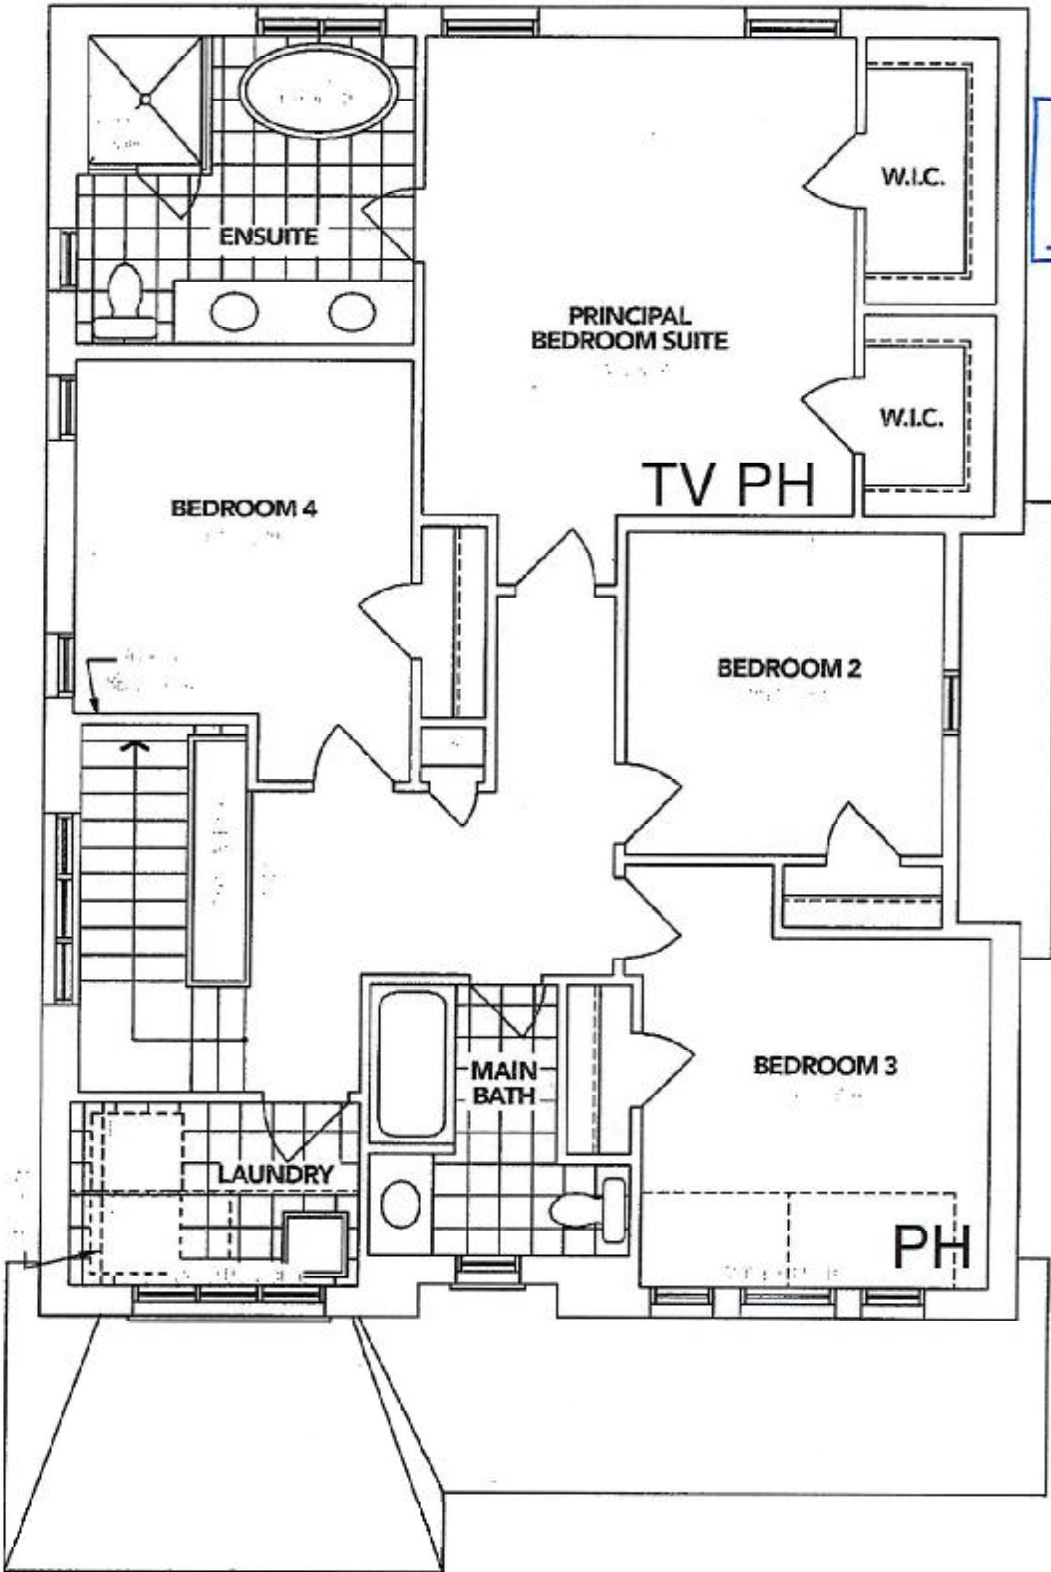 W.I.C.
ENSUITE
PRINCIPAL
BEDROOM SUITE
W.I.C.
TV PH
BEDROOM 4
BEDROOM 2
MAIN
BATH
BEDROOM 3
LAUNDRY
PH